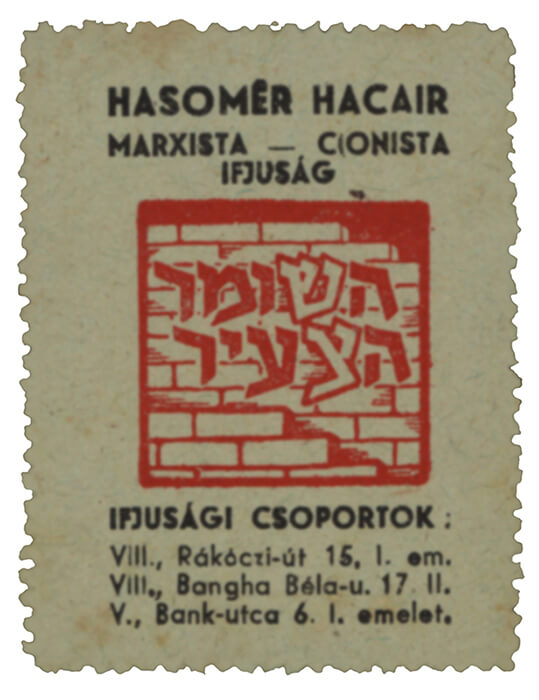 HASOMĒR HACAIR
MARXISTA — CIONISTA
IFJUSÁG
השומר
הצעיר
IFJUSÁGI CSOPORTOK:
VIII., Rákóczi-út 15, I. em.
VIII., Bangha Béla-u. 17 II.
V., Bank-utca 6. I. emelet.